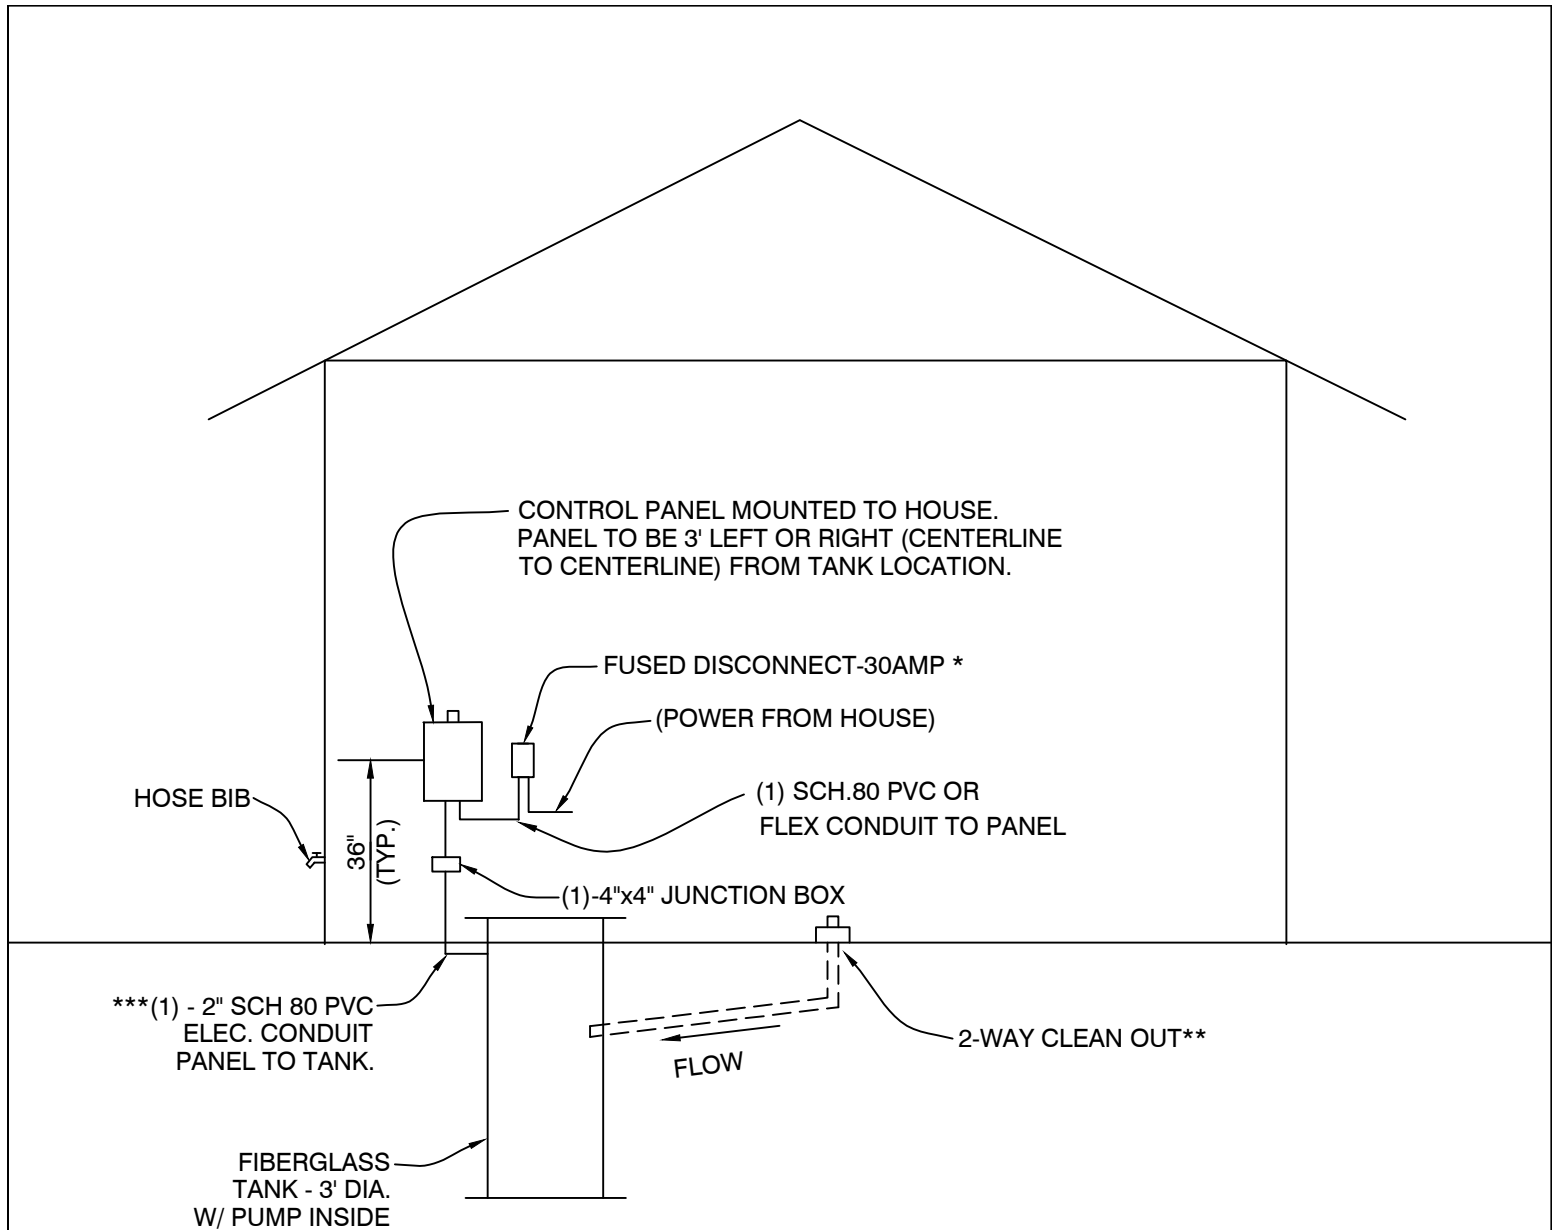 CONTROL PANEL MOUNTED TO HOUSE.
PANEL TO BE 3' LEFT OR RIGHT (CENTERLINE
TO CENTERLINE) FROM TANK LOCATION.
FUSED DISCONNECT-30AMP *
(POWER FROM HOUSE)
HOSE BIB
36"
(TYP.)
(1) SCH.80 PVC OR
FLEX CONDUIT TO PANEL
(1)-4"x4" JUNCTION BOX
***(1) - 2" SCH 80 PVC
ELEC. CONDUIT
PANEL TO TANK.
FLOW
2-WAY CLEAN OUT**
FIBERGLASS
TANK - 3' DIA.
W/ PUMP INSIDE